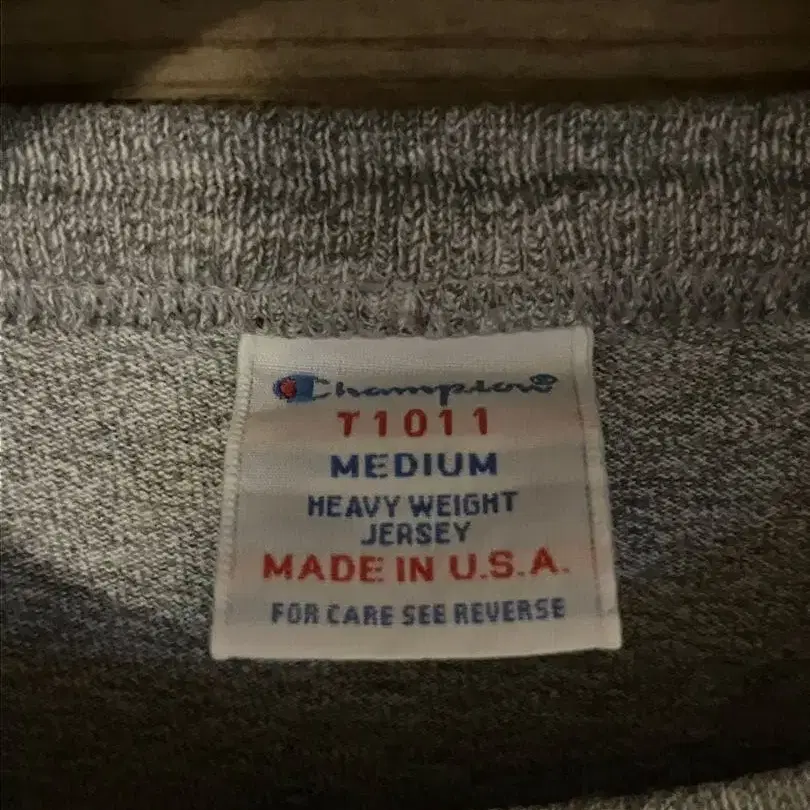 Champion®
T1011
MEDIUM
HEAVY WEIGHT
JERSEY
MADE IN U.S.A.
FOR CARE SEE REVERSE